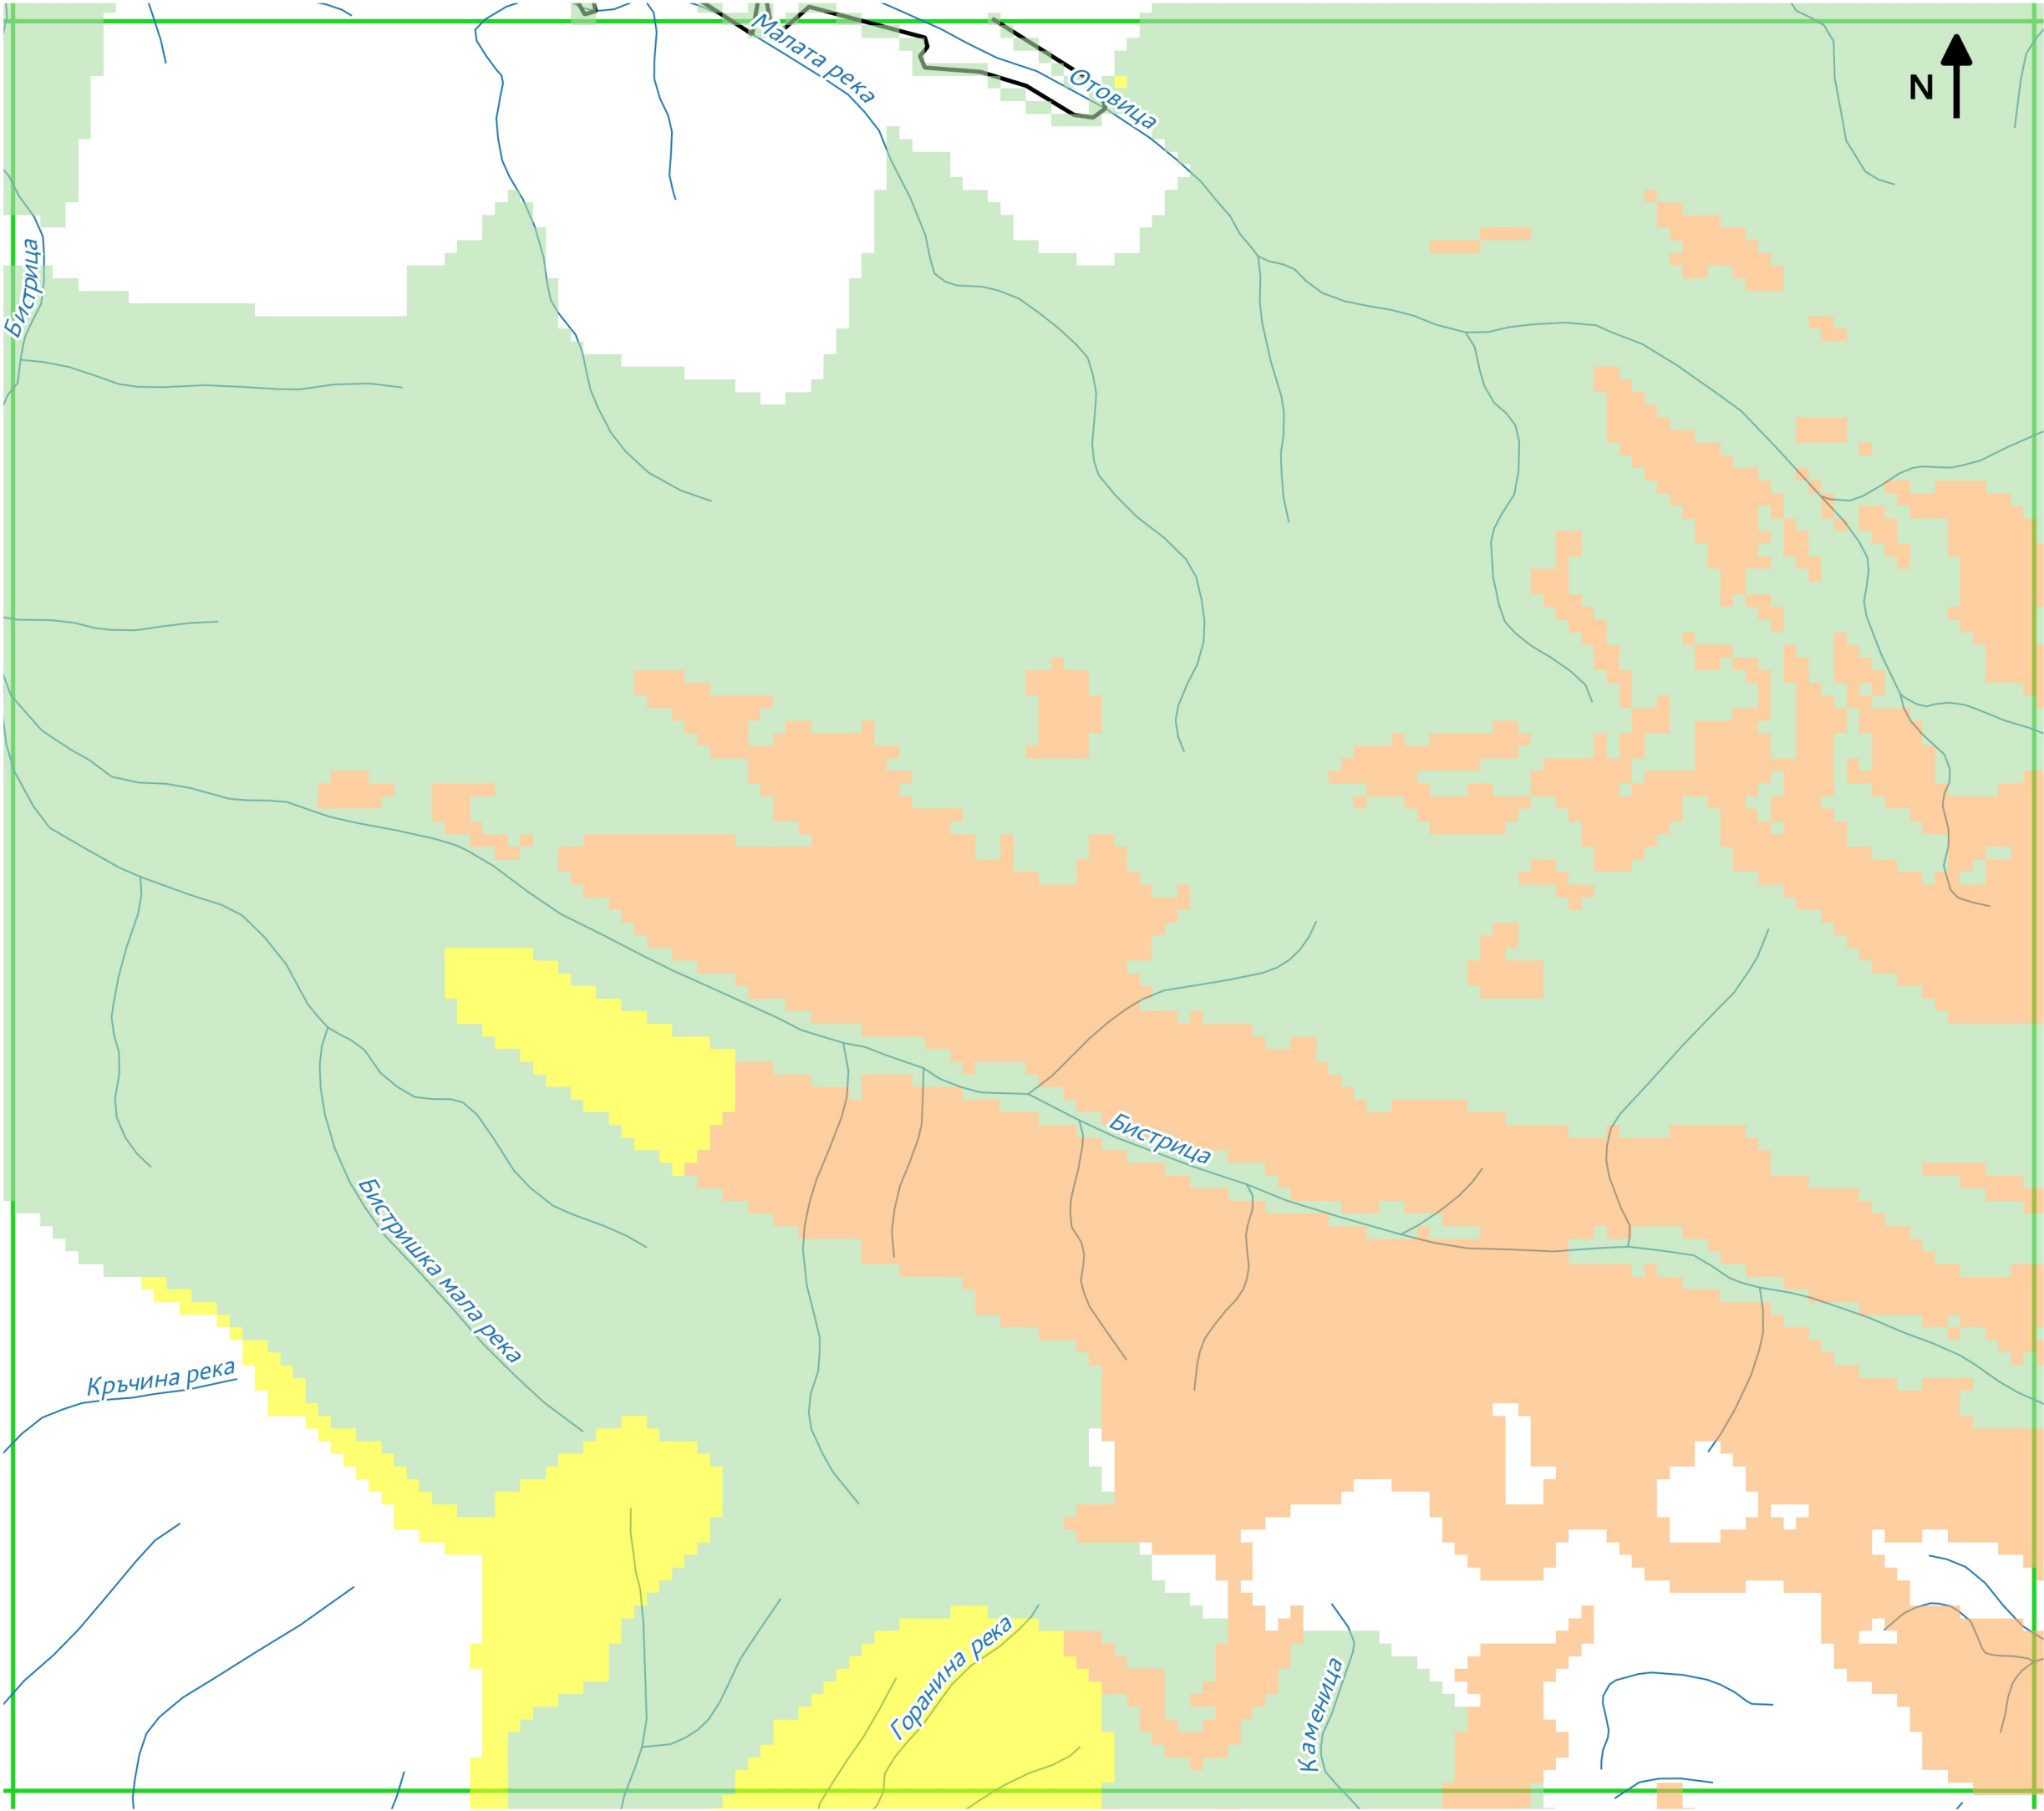 Малата река
Отовица
N
Бистрица
Бистрица
Бистришка мала река
Кръчина река
Горанина река
Каменица